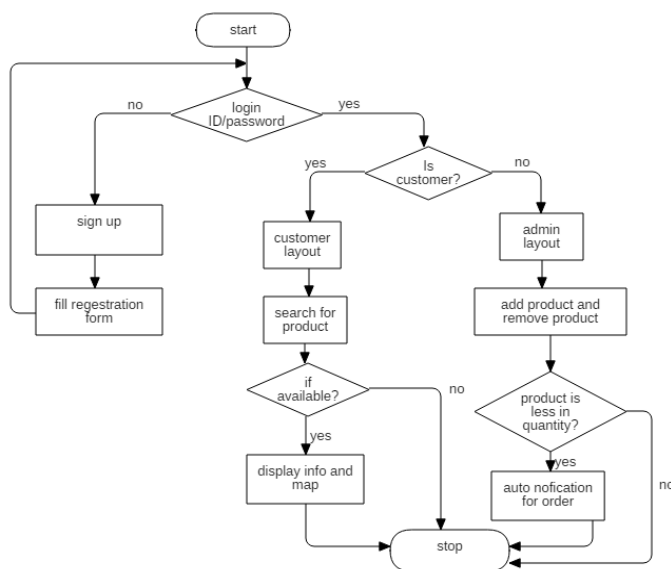 start
login
ID/password
no
yes
Is
customer?
yes
no
sign up
customer
layout
admin
layout
fill regestration
form
search for
product
add product and
remove product
if
available?
no
product is
less in
quantity?
yes
yes
display info and
map
auto nofication
for order
no
stop